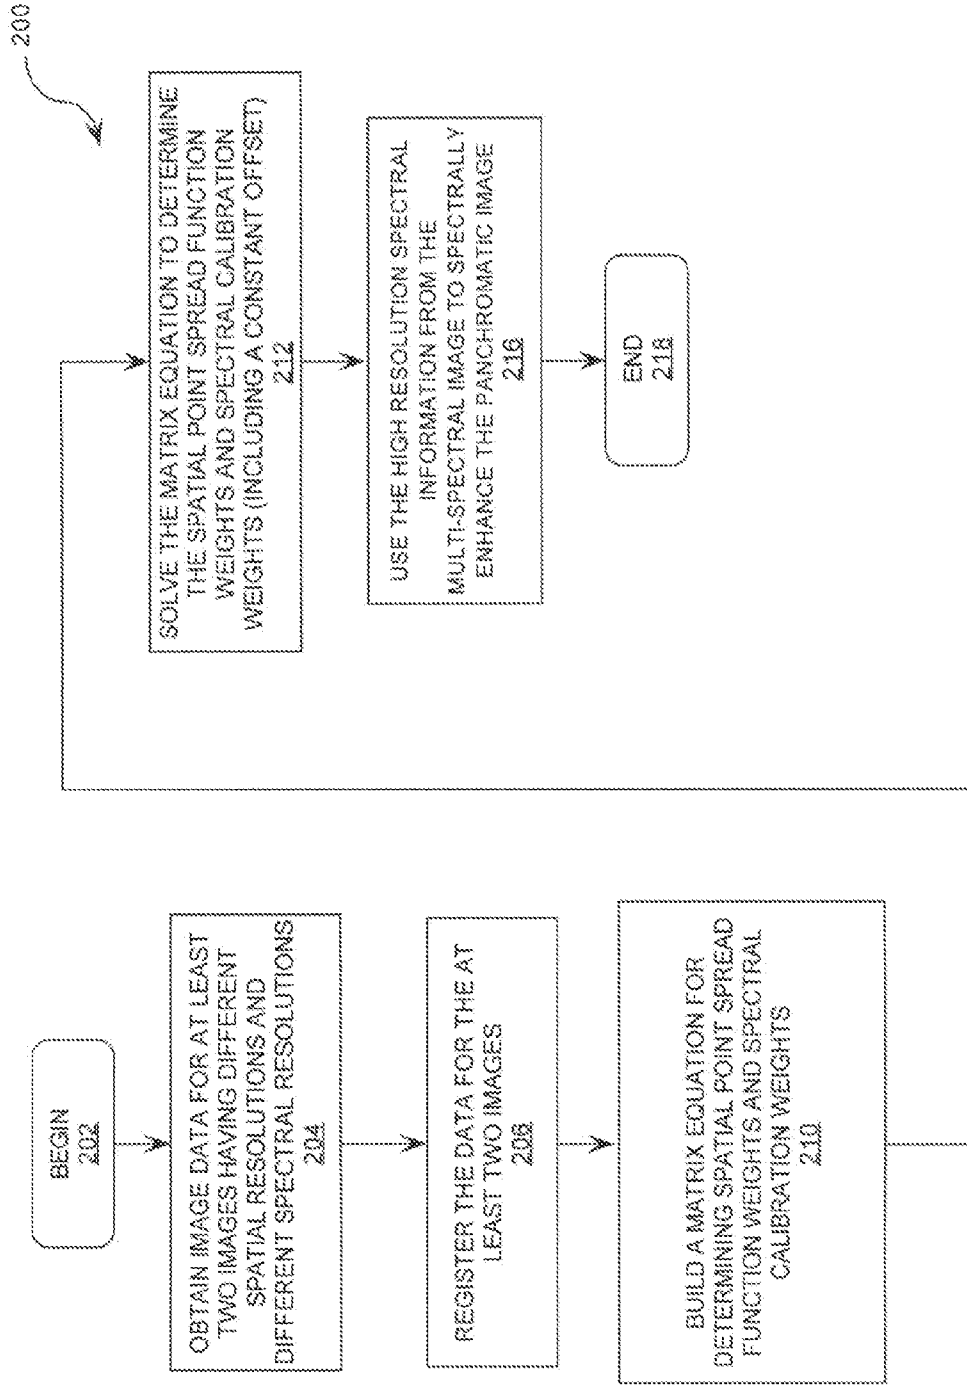 200
BEGIN
202
OBTAIN IMAGE DATA FOR AT LEAST
TWO IMAGES HAVING DIFFERENT
SPATIAL RESOLUTIONS AND
DIFFERENT SPECTRAL RESOLUTIONS
204
REGISTER THE DATA FOR THE AT
LEAST TWO IMAGES
206
BUILD A MATRIX EQUATION FOR
DETERMINING SPATIAL POINT SPREAD
FUNCTION WEIGHTS AND SPECTRAL
CALIBRATION WEIGHTS
210
SOLVE THE MATRIX EQUATION TO DETERMINE
THE SPATIAL POINT SPREAD FUNCTION
WEIGHTS AND SPECTRAL CALIBRATION
WEIGHTS (INCLUDING A CONSTANT OFFSET)
212
USE THE HIGH RESOLUTION SPECTRAL
INFORMATION FROM THE
MULTI-SPECTRAL IMAGE TO SPECTRALLY
ENHANCE THE PANCHROMATIC IMAGE
216
END
218